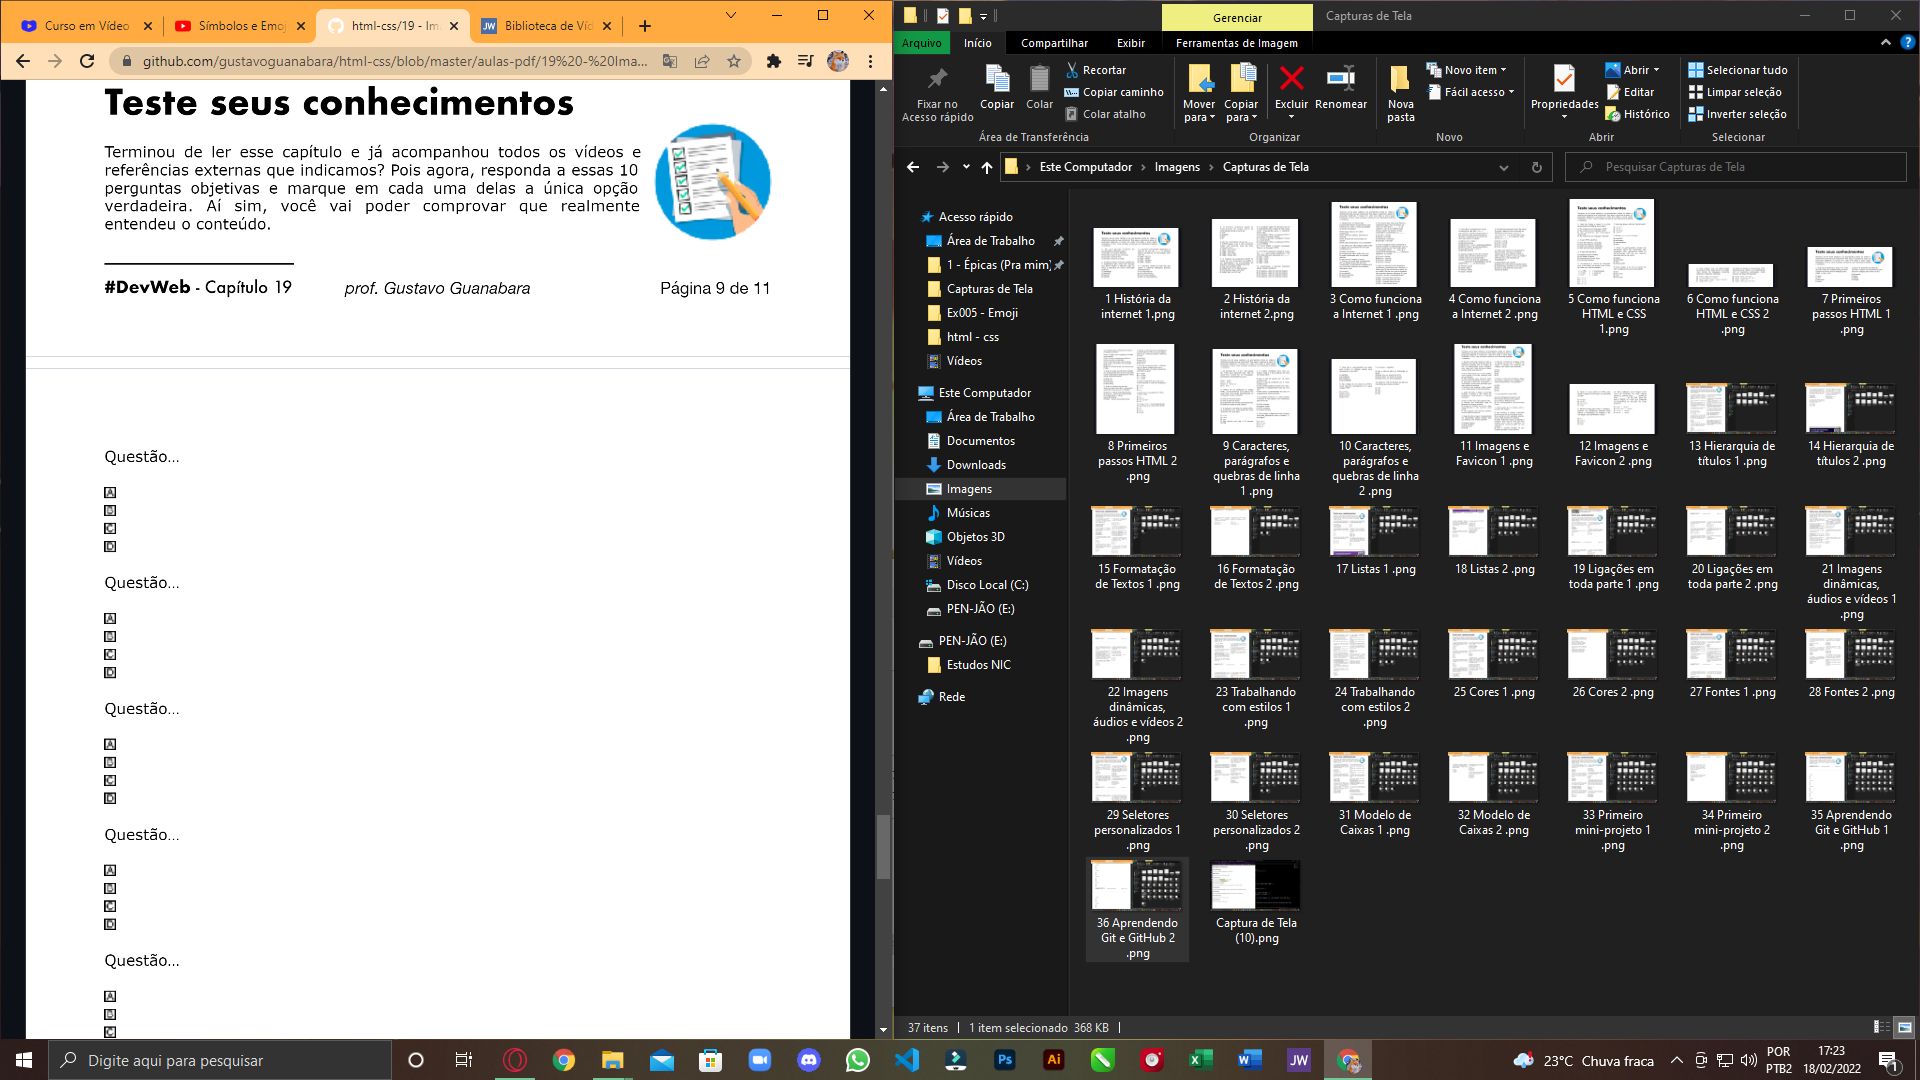 Curso em Vídeo
Símbolos e Emoj
html-css/19 - Im
Biblioteca de Víd
github.com/gustavoguanabara/html-css/blob/master/aulas-pdf/19%20-%20Ima...
Teste seus conhecimentos
Terminou de ler esse capítulo e já acompanhou todos os vídeos e
referências externas que indicamos? Pois agora, responda a essas 10
perguntas objetivas e marque em cada uma delas a única opção
verdadeira. Aí sim, você vai poder comprovar que realmente
entendeu o conteúdo.
#DevWeb - Capítulo 19
prof. Gustavo Guanabara
Página 9 de 11
Questão...
A
B
C
D
Questão...
A
B
C
D
Questão...
A
B
C
D
Questão...
A
B
C
D
Questão...
A
B
C
Gerenciar
Capturas de Tela
Arquivo
Início
Compartilhar
Exibir
Ferramentas de Imagem
Fixar no
Acesso rápido
Copiar
Colar
Recortar
Copiar caminho
Colar atalho
Área de Transferência
Mover
para
Copiar
para
Excluir
Renomear
Organizar
Nova
pasta
Novo item
Fácil acesso
Novo
Propriedades
Abrir
Editar
Histórico
Abrir
Selecionar tudo
Limpar seleção
Inverter seleção
Selecionar
Este Computador
Imagens
Capturas de Tela
Pesquisar Capturas de Tela
Acesso rápido
Área de Trabalho
1 - Épicas (Pra mim)
Capturas de Tela
Ex005 - Emoji
html - css
Vídeos
Este Computador
Área de Trabalho
Documentos
Downloads
Imagens
Músicas
Objetos 3D
Vídeos
Disco Local (C:)
PEN-JÃO (E:)
PEN-JÃO (E:)
Estudos NIC
Rede
1 História da
internet 1.png
2 História da
internet 2.png
3 Como funciona
a Internet 1 .png
4 Como funciona
a Internet 2 .png
5 Como funciona
HTML e CSS
1.png
6 Como funciona
HTML e CSS 2
.png
7 Primeiros
passos HTML 1
.png
8 Primeiros
passos HTML 2
.png
9 Caracteres,
parágrafos e
quebras de linha
1 .png
10 Caracteres,
parágrafos e
quebras de linha
2 .png
11 Imagens e
Favicon 1 .png
12 Imagens e
Favicon 2 .png
13 Hierarquia de
títulos 1 .png
14 Hierarquia de
títulos 2 .png
15 Formatação
de Textos 1 .png
16 Formatação
de Textos 2 .png
17 Listas 1 .png
18 Listas 2 .png
19 Ligações em
toda parte 1 .png
20 Ligações em
toda parte 2 .png
21 Imagens
dinâmicas,
áudios e vídeos 1
.png
22 Imagens
dinâmicas,
áudios e vídeos 2
.png
23 Trabalhando
com estilos 1
.png
24 Trabalhando
com estilos 2
.png
25 Cores 1 .png
26 Cores 2 .png
27 Fontes 1 .png
28 Fontes 2 .png
29 Seletores
personalizados 1
.png
30 Seletores
personalizados 2
.png
31 Modelo de
Caixas 1 .png
32 Modelo de
Caixas 2 .png
33 Primeiro
mini-projeto 1
.png
34 Primeiro
mini-projeto 2
.png
35 Aprendendo
Git e GitHub 1
.png
36 Aprendendo
Git e GitHub 2
.png
Captura de Tela
(10).png
37 itens
1 item selecionado 368 KB
Digite aqui para pesquisar
23°C Chuva fraca
POR
PTB2
17:23
18/02/2022